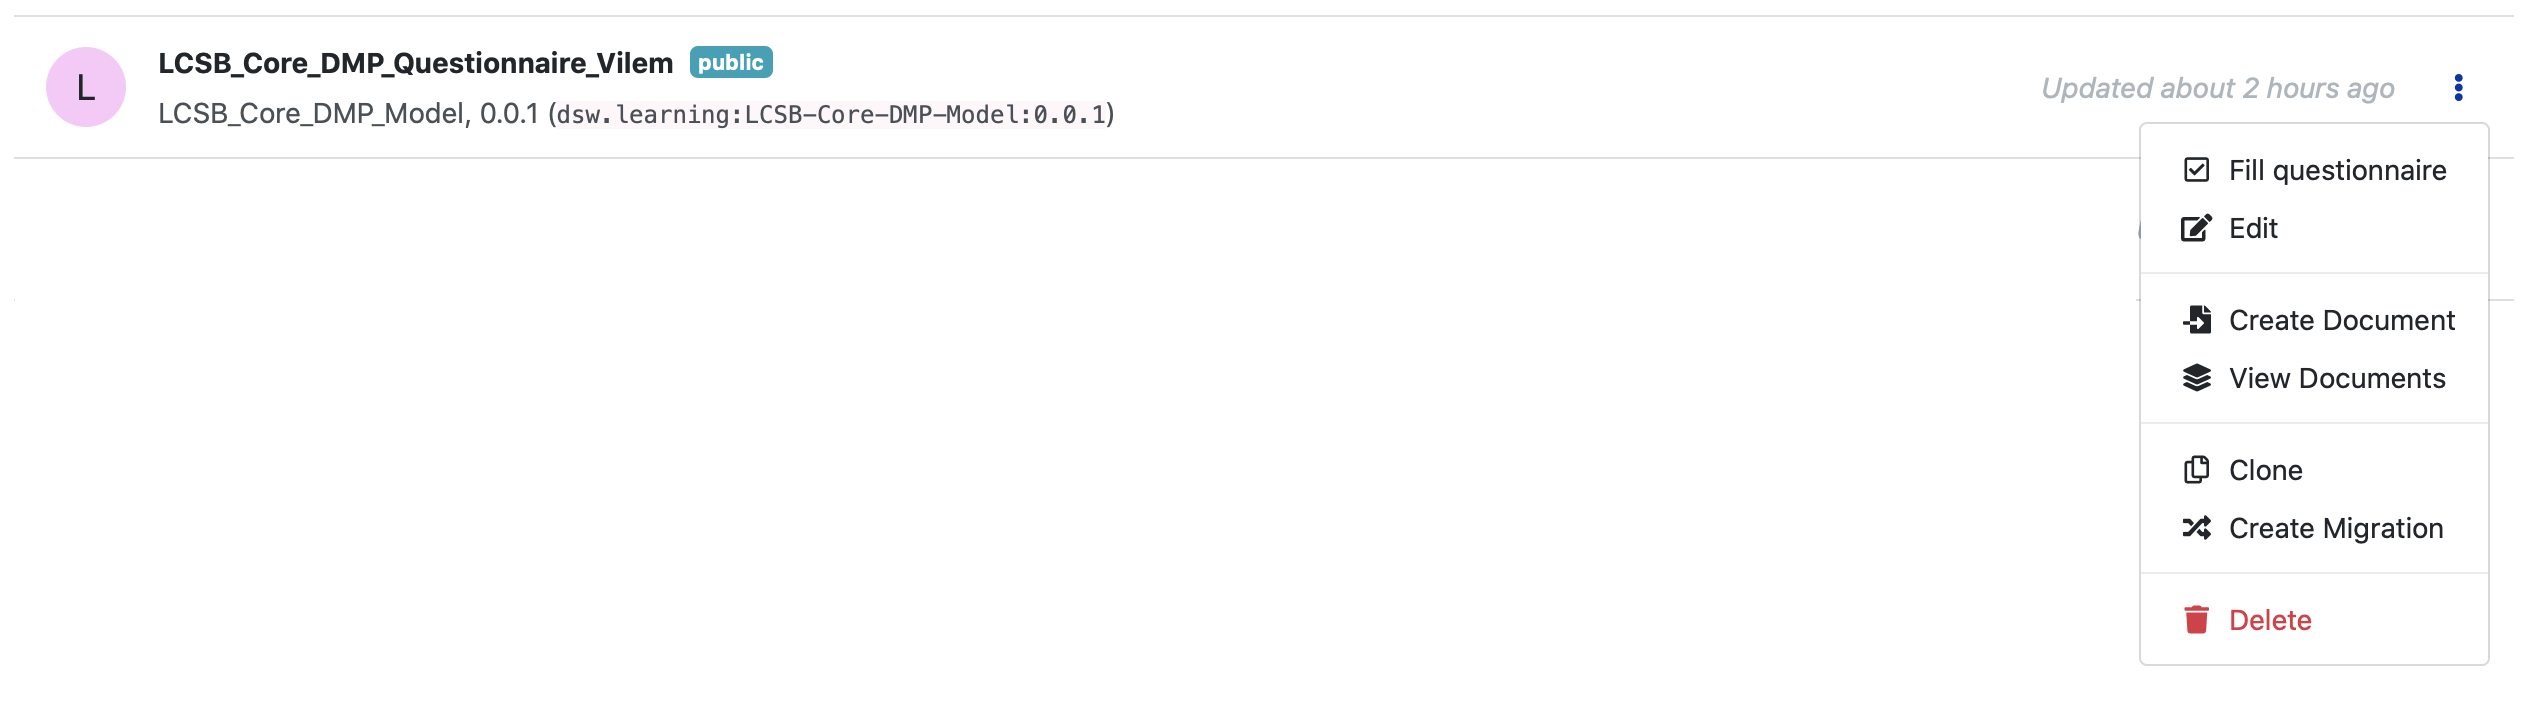 L
LCSB_Core_DMP_Questionnaire_Vilem public
LCSB_Core_DMP_Model, 0.0.1 (dsw.learning:LCSB-Core-DMP-Model:0.0.1)
Updated about 2 hours ago
Fill questionnaire
Edit
Create Document
View Documents
Clone
Create Migration
Delete